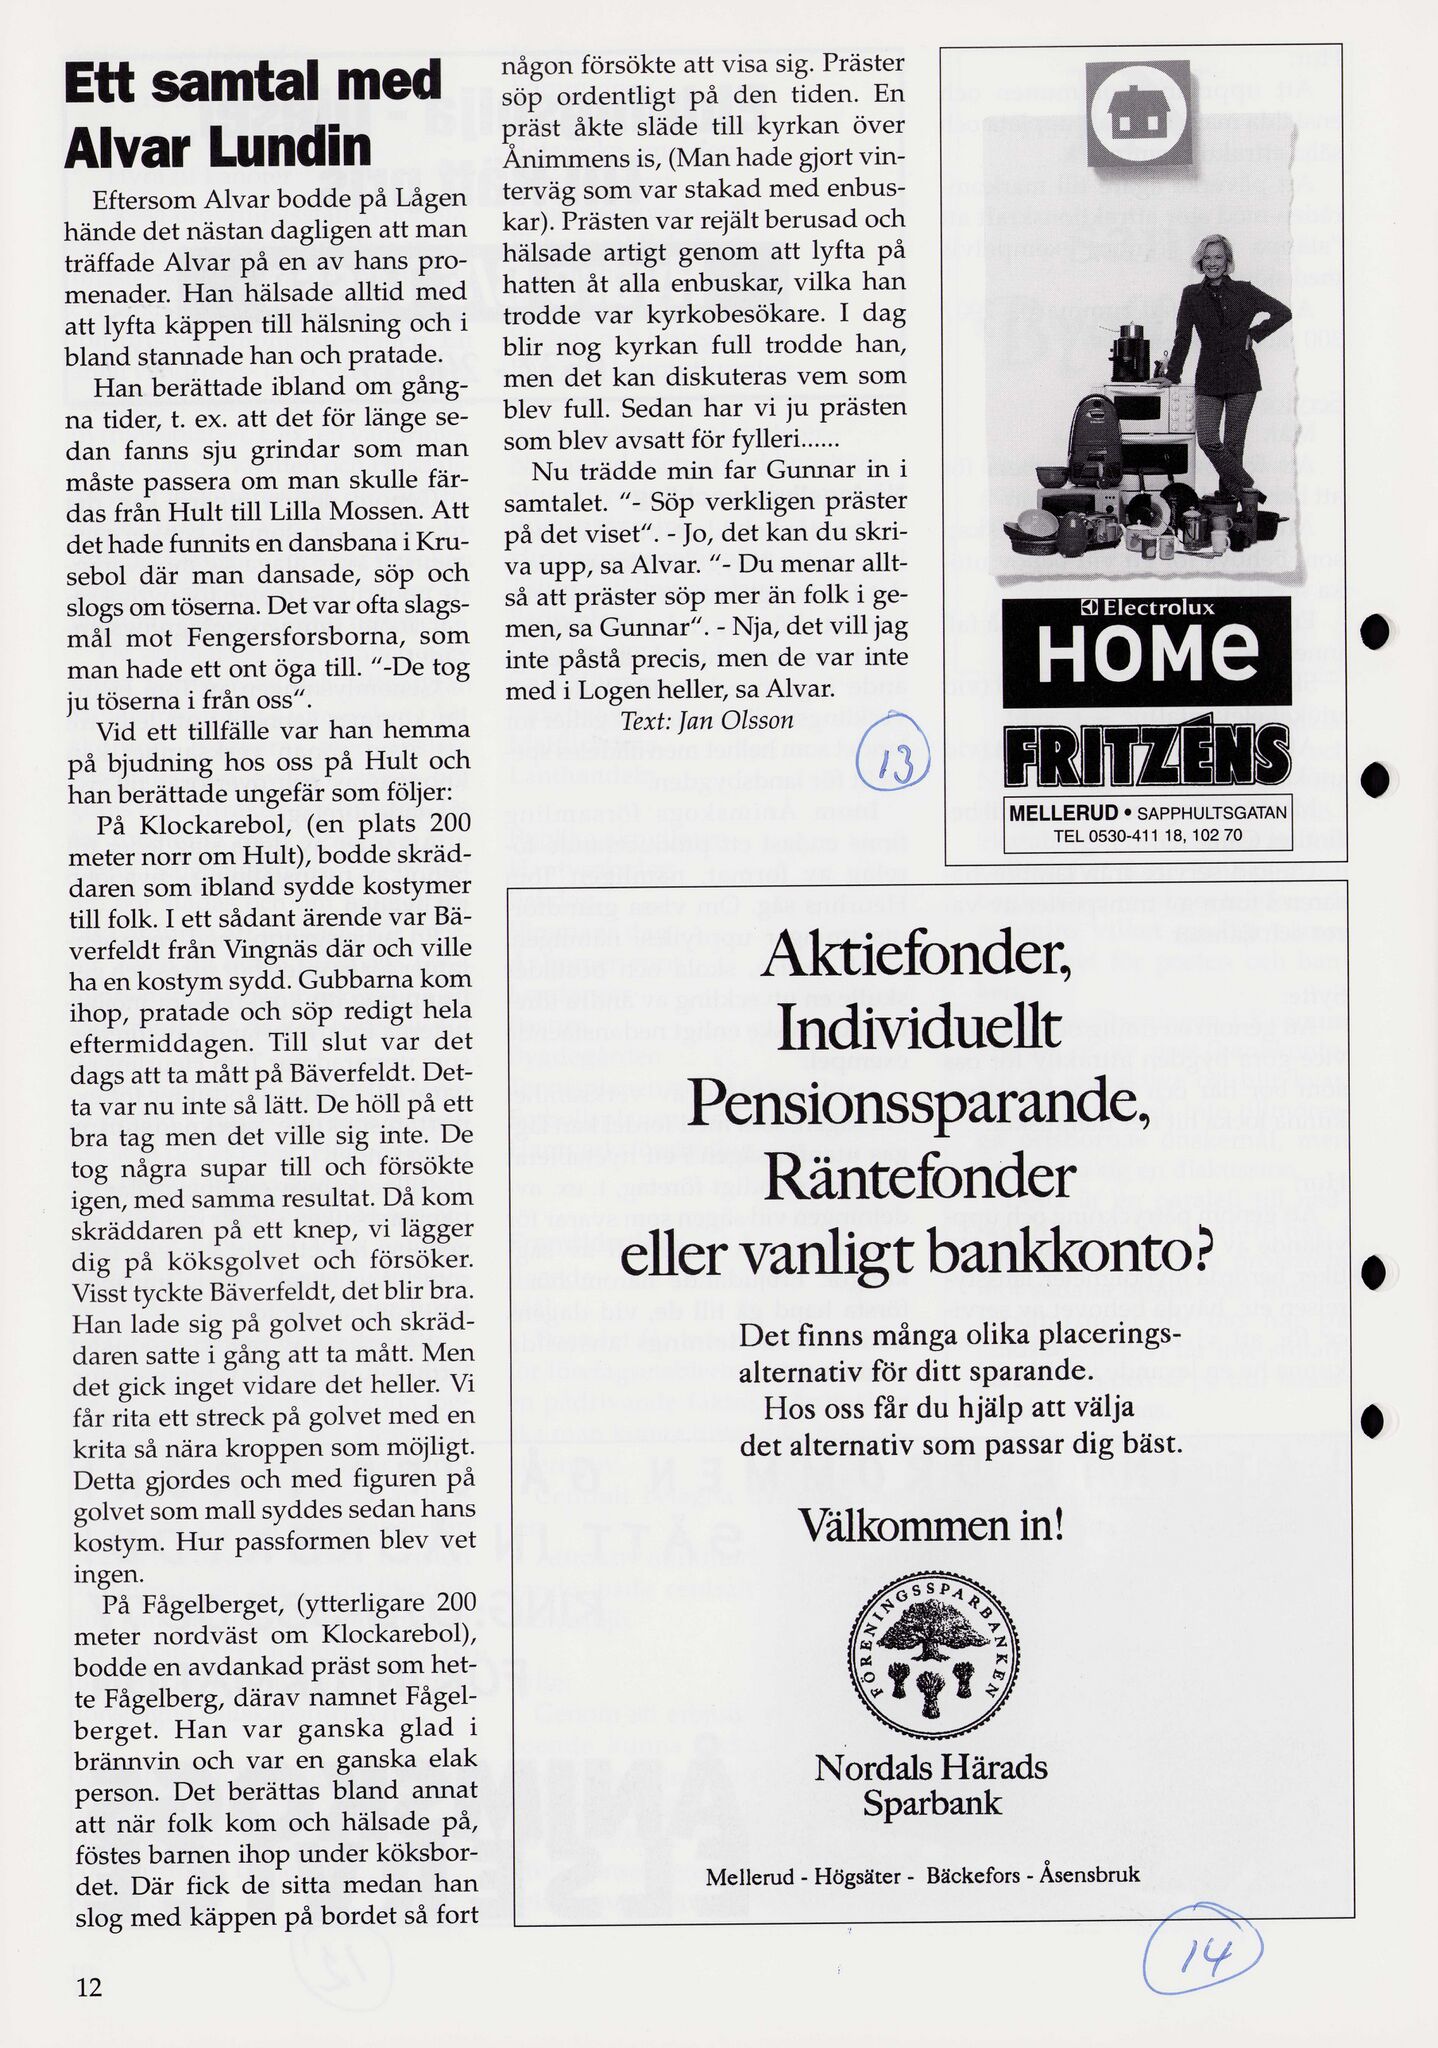 Ett samtal med
Alvar Lundin
Eftersom Alvar bodde på Lågen
hände det nästan dagligen att man
träffade Alvar på en av hans pro-
menader. Han hälsade alltid med
att lyfta käppen till hälsning och i
bland stannade han och pratade.
Han berättade ibland om gång-
na tider, t. ex. att det för länge se-
dan fanns sju grindar som man
måste passera om man skulle fär-
das från Hult till Lilla Mossen. Att
det hade funnits en dansbana i Kru-
sebol där man dansade, söp och
slogs om töserna. Det var ofta slags-
mål mot Fengersforsborna, som
man hade ett ont öga till. "-De tog
ju töserna i från oss".
Vid ett tillfälle var han hemma
på bjudning hos oss på Hult och
han berättade ungefär som följer:
På Klockarebol, (en plats 200
meter norr om Hult), bodde skräd-
daren som ibland sydde kostymer
till folk. I ett sådant ärende var Bä-
verfeldt från Vingnäs där och ville
ha en kostym sydd. Gubbarna kom
ihop, pratade och söp redigt hela
eftermiddagen. Till slut var det
dags att ta mått på Bäverfeldt. Det-
ta var nu inte så lätt. De höll på ett
bra tag men det ville sig inte. De
tog några supar till och försökte
igen, med samma resultat. Då kom
skräddaren på ett knep, vi lägger
dig på köksgolvet och försöker.
Visst tyckte Bäverfeldt, det blir bra.
Han lade sig på golvet och skräd-
daren satte i gång att ta mått. Men
det gick inget vidare det heller. Vi
får rita ett streck på golvet med en
krita så nära kroppen som möjligt.
Detta gjordes och med figuren på
golvet som mall syddes sedan hans
kostym. Hur passformen blev vet
ingen.
På Fågelberget, (ytterligare 200
meter nordväst om Klockarebol),
bodde en avdankad präst som het-
te Fågelberg, därav namnet Fågel-
berget. Han var ganska glad i
brännvin och var en ganska elak
person. Det berättas bland annat
att när folk kom och hälsade på,
föstes barnen ihop under köksbor-
det. Där fick de sitta medan han
slog med käppen på bordet så fort
någon försökte att visa sig. Präster
söp ordentligt på den tiden. En
präst åkte släde till kyrkan över
Ånimmens is, (Man hade gjort vin-
terväg som var stakad med enbus-
kar). Prästen var rejält berusad och
hälsade artigt genom att lyfta på
hatten åt alla enbuskar, vilka han
trodde var kyrkobesökare. I dag
blir nog kyrkan full trodde han,
men det kan diskuteras vem som
blev full. Sedan har vi ju prästen
som blev avsatt för fylleri......
Nu trädde min far Gunnar in i
samtalet. "- Söp verkligen präster
på det viset". - Jo, det kan du skri-
va upp, sa Alvar. "- Du menar allt-
så att präster söp mer än folk i ge-
men, sa Gunnar". - Nja, det vill jag
inte påstå precis, men de var inte
med i Logen heller, sa Alvar.
Text: Jan Olsson
13
Electrolux
HOME
FRITZÉNS
MELLERUD • SAPPHULTSGATAN
TEL 0530-411 18, 102 70
Aktiefonder,
Individuellt
Pensionssparande,
Räntefonder
eller vanligt bankkonto?
Det finns många olika placerings-
alternativ för ditt sparande.
Hos oss får du hjälp att välja
det alternativ som passar dig bäst.
Välkommen in!
FÖRENINGSSPARBANKEN
Nordals Härads
Sparbank
Mellerud - Högsäter - Bäckefors - Åsensbruk
14
12